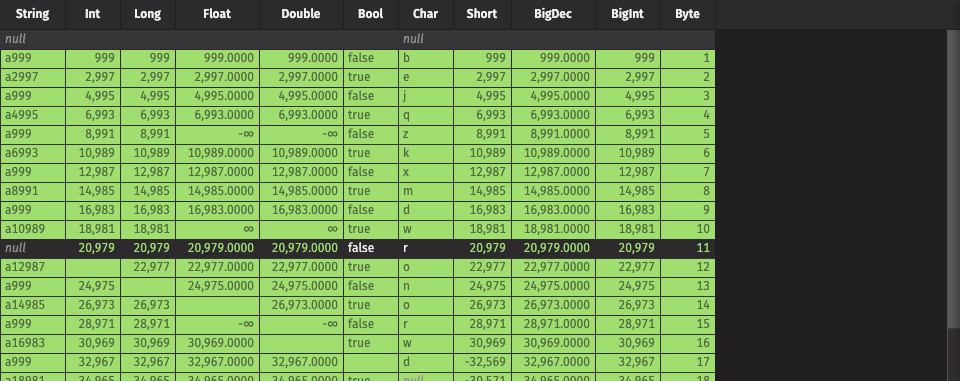 String Int Long Float Double Bool Char Short BigDec BigInt Byte
null null
a999 999 999 999.0000 999.0000 false b 999 999.0000 999 1
a2997 2,997 2,997 2,997.0000 2,997.0000 true e 2,997 2,997.0000 2,997 2
a999 4,995 4,995 4,995.0000 4,995.0000 false j 4,995 4,995.0000 4,995 3
a4995 6,993 6,993 6,993.0000 6,993.0000 true q 6,993 6,993.0000 6,993 4
a999 8,991 8,991 -∞ -∞ false z 8,991 8,991.0000 8,991 5
a6993 10,989 10,989 10,989.0000 10,989.0000 true k 10,989 10,989.0000 10,989 6
a999 12,987 12,987 12,987.0000 12,987.0000 false x 12,987 12,987.0000 12,987 7
a8991 14,985 14,985 14,985.0000 14,985.0000 true m 14,985 14,985.0000 14,985 8
a999 16,983 16,983 16,983.0000 16,983.0000 false d 16,983 16,983.0000 16,983 9
a10989 18,981 18,981 ∞ ∞ true w 18,981 18,981.0000 18,981 10
null 20,979 20,979 20,979.0000 20,979.0000 false r 20,979 20,979.0000 20,979 11
a12987 22,977 22,977.0000 22,977.0000 true o 22,977 22,977.0000 22,977 12
a999 24,975 24,975.0000 24,975.0000 false n 24,975 24,975.0000 24,975 13
a14985 26,973 26,973 26,973.0000 true o 26,973 26,973.0000 26,973 14
a999 28,971 28,971 -∞ -∞ false r 28,971 28,971.0000 28,971 15
a16983 30,969 30,969 30,969.0000 true w 30,969 30,969.0000 30,969 16
a999 32,967 32,967 32,967.0000 32,967.0000 d -32,569 32,967.0000 32,967 17
a18981 34,965 34,965 34,965.0000 34,965.0000 true null -30,571 34,965.0000 34,965 18